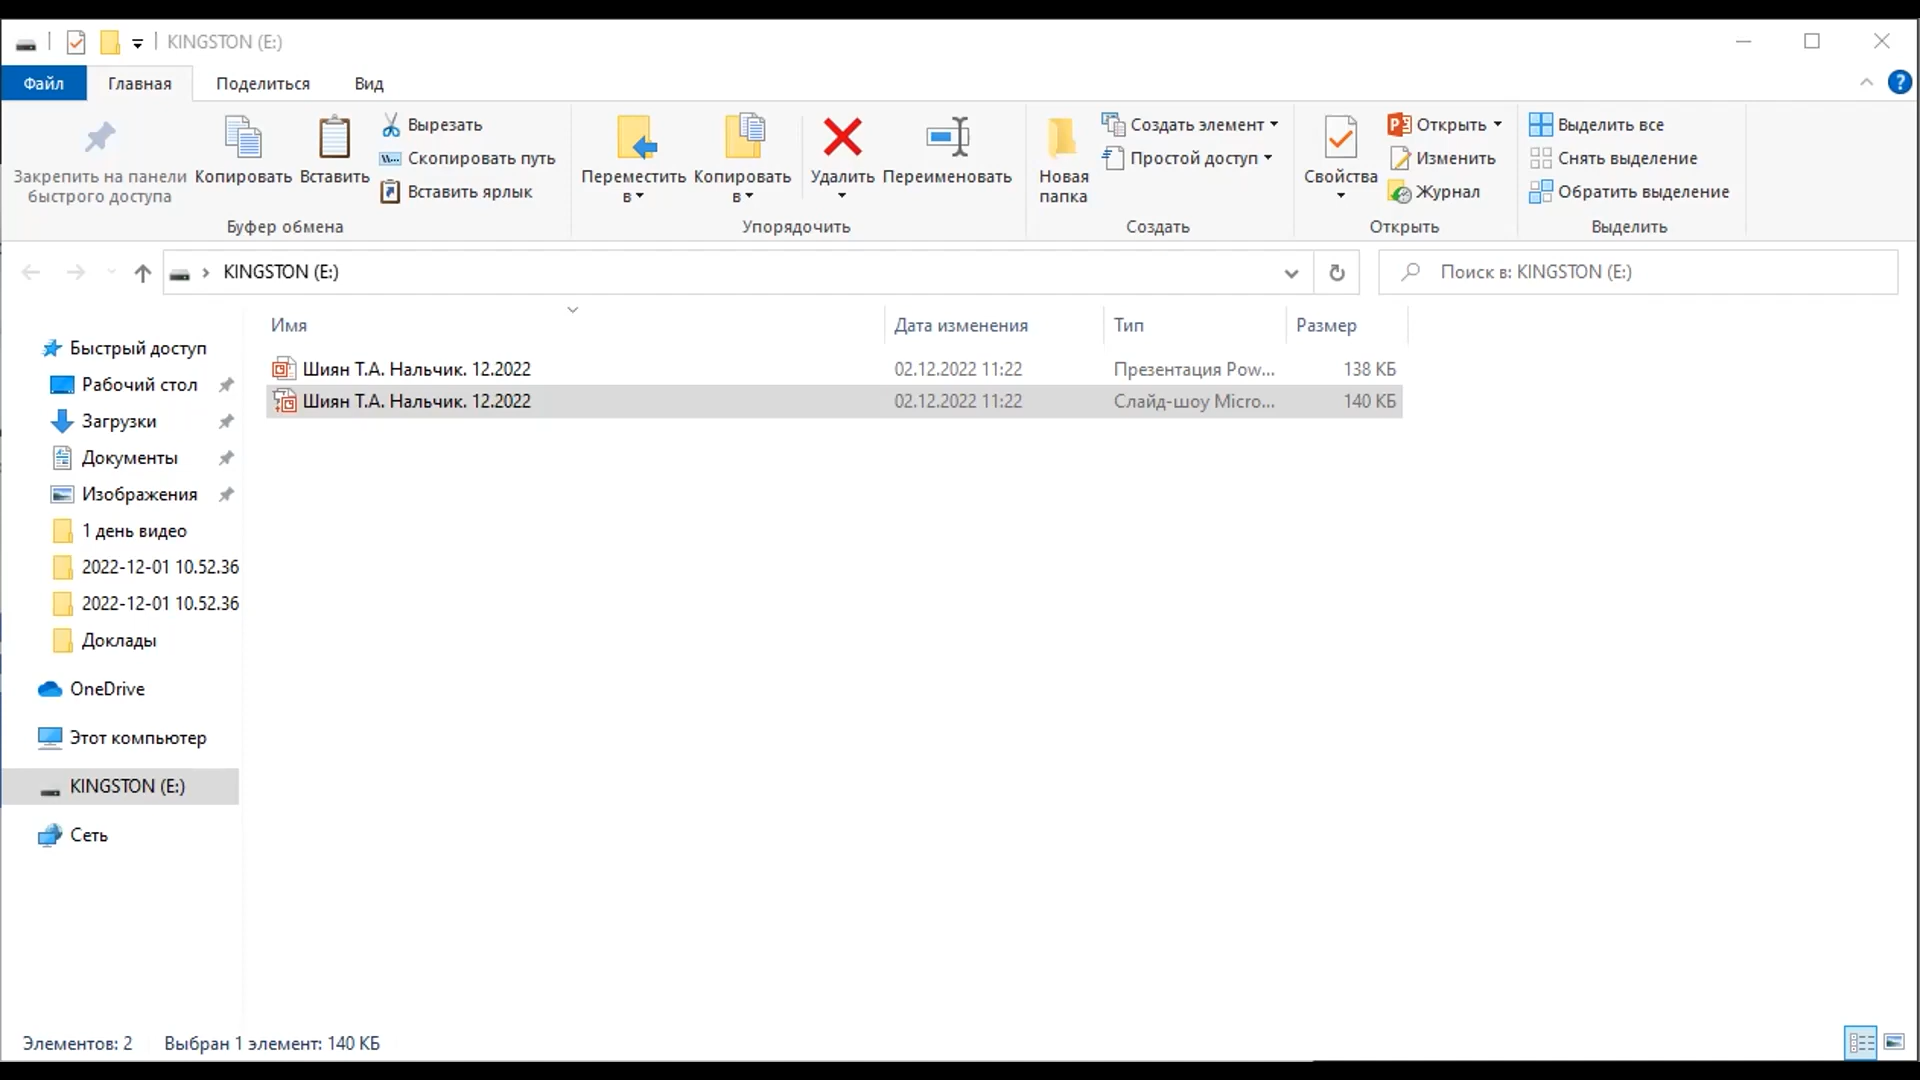 KINGSTON (E:)
Файл Главная Поделиться Вид
Закрепить на панели быстрого доступа
Копировать
Вставить
Вырезать
Скопировать путь
Вставить ярлык
Буфер обмена
Переместить в
Копировать в
Удалить
Переименовать
Упорядочить
Новая папка
Создать элемент
Простой доступ
Создать
Свойства
Открыть
Изменить
Журнал
Открыть
Выделить все
Снять выделение
Обратить выделение
Выделить
KINGSTON (E:)
Поиск в: KINGSTON (E:)
Имя Дата изменения Тип Размер
Шиян Т.А. Нальчик. 12.2022 02.12.2022 11:22 Презентация Pow... 138 КБ
Шиян Т.А. Нальчик. 12.2022 02.12.2022 11:22 Слайд-шоу Micro... 140 КБ
Быстрый доступ
Рабочий стол
Загрузки
Документы
Изображения
1 день видео
2022-12-01 10.52.36
2022-12-01 10.52.36
Доклады
OneDrive
Этот компьютер
KINGSTON (E:)
Сеть
Элементов: 2 Выбран 1 элемент: 140 КБ